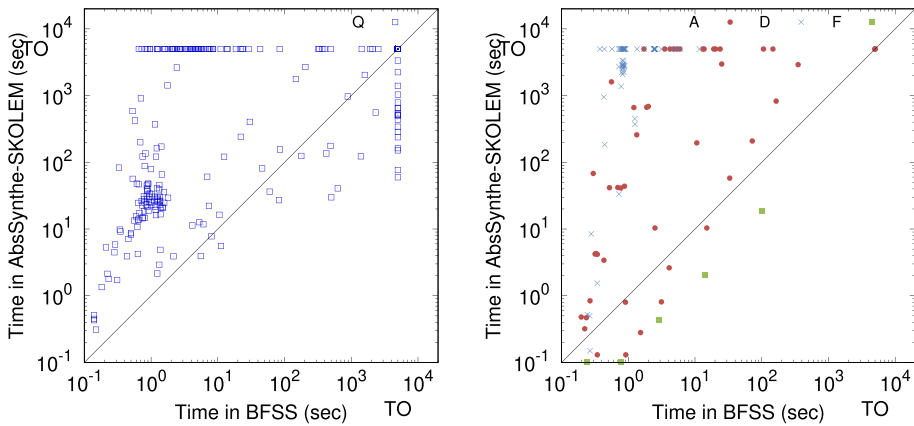 Time in AbsSynthe-SKOLEM (sec)
TO
10^4
10^3
10^2
10^1
10^0
10^-1
Q
10^-1 10^0 10^1 10^2 10^3 10^4
TO
Time in BFSS (sec)
Time in AbsSynthe-SKOLEM (sec)
TO
10^4
10^3
10^2
10^1
10^0
10^-1
A D F
10^-1 10^0 10^1 10^2 10^3 10^4
TO
Time in BFSS (sec)